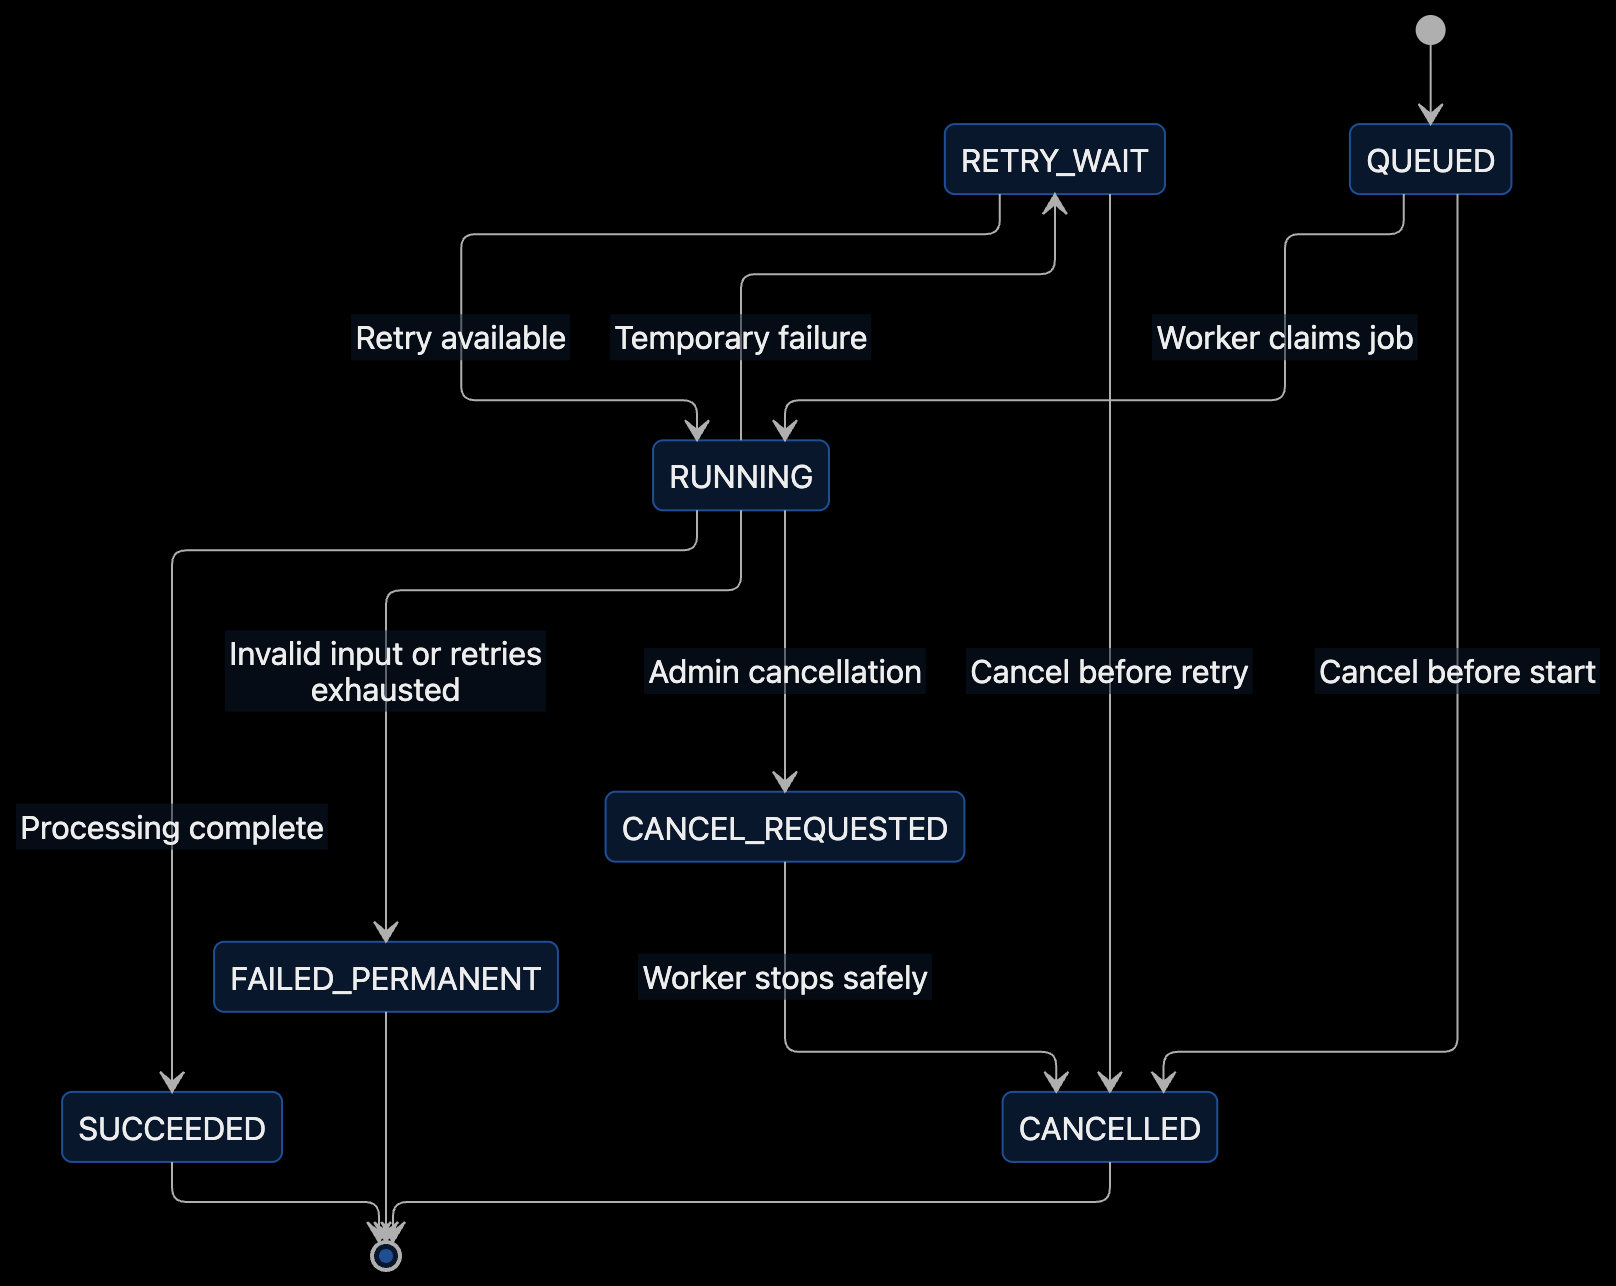 RETRY_WAIT
QUEUED
Retry available
Temporary failure
Worker claims job
RUNNING
Invalid input or retries
exhausted
Admin cancellation
Cancel before retry
Cancel before start
Processing complete
CANCEL_REQUESTED
FAILED_PERMANENT
Worker stops safely
SUCCEEDED
CANCELLED